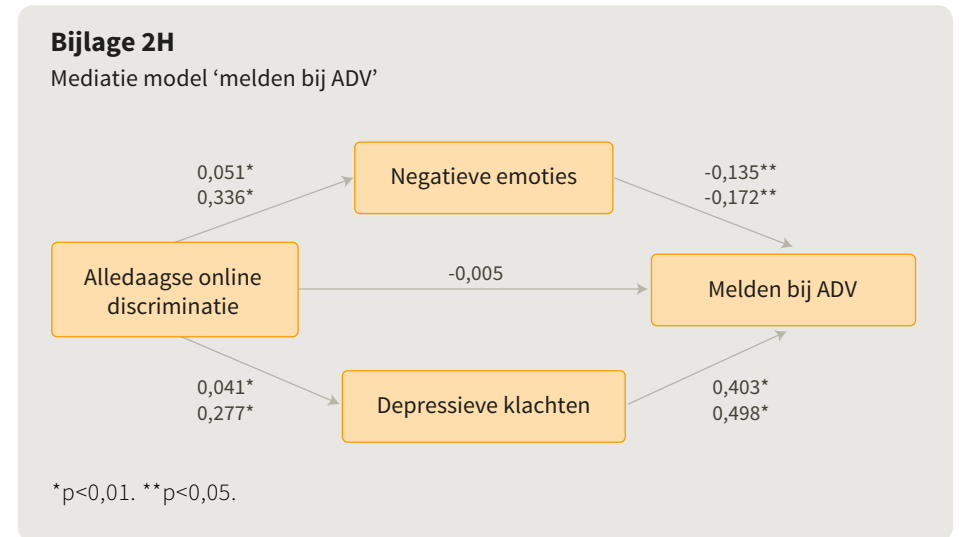 Bijlage 2H
Mediatie model ‘melden bij ADV’
0,051*
0,336*
Negatieve emoties
-0,135**
-0,172**
Alledaagse online
discriminatie
-0,005
Melden bij ADV
0,041*
0,277*
Depressieve klachten
0,403*
0,498*
*p<0,01. **p<0,05.